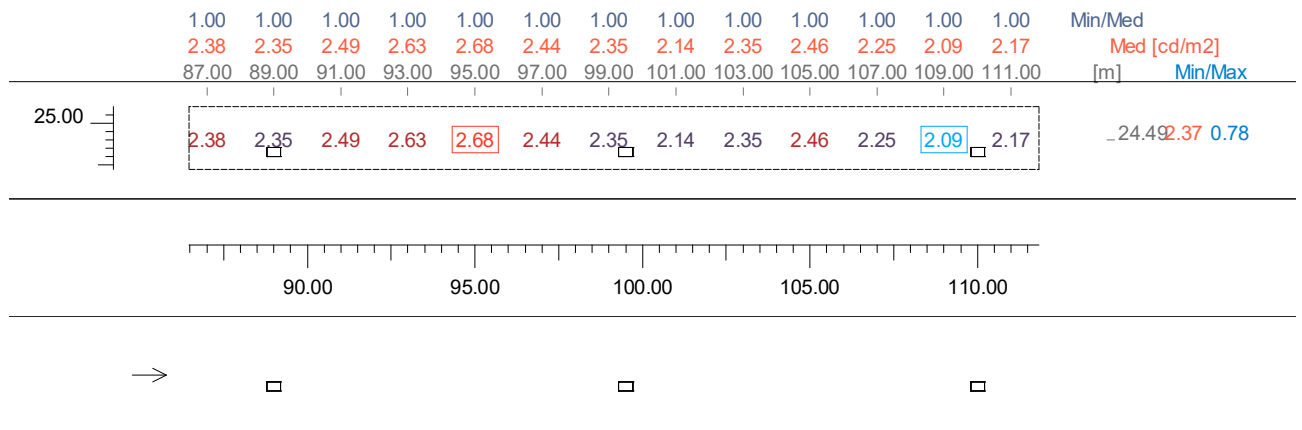 1.00 1.00 1.00 1.00 1.00 1.00 1.00 1.00 1.00 1.00 1.00 1.00 1.00 Min/Med
2.38 2.35 2.49 2.63 2.68 2.44 2.35 2.14 2.35 2.46 2.25 2.09 2.17 Med [cd/m2]
87.00 89.00 91.00 93.00 95.00 97.00 99.00 101.00 103.00 105.00 107.00 109.00 111.00 [m] Min/Max
25.00 2.38 2.35 2.49 2.63 2.68 2.44 2.35 2.14 2.35 2.46 2.25 2.09 2.17 24.49 2.37 0.78
90.00 95.00 100.00 105.00 110.00